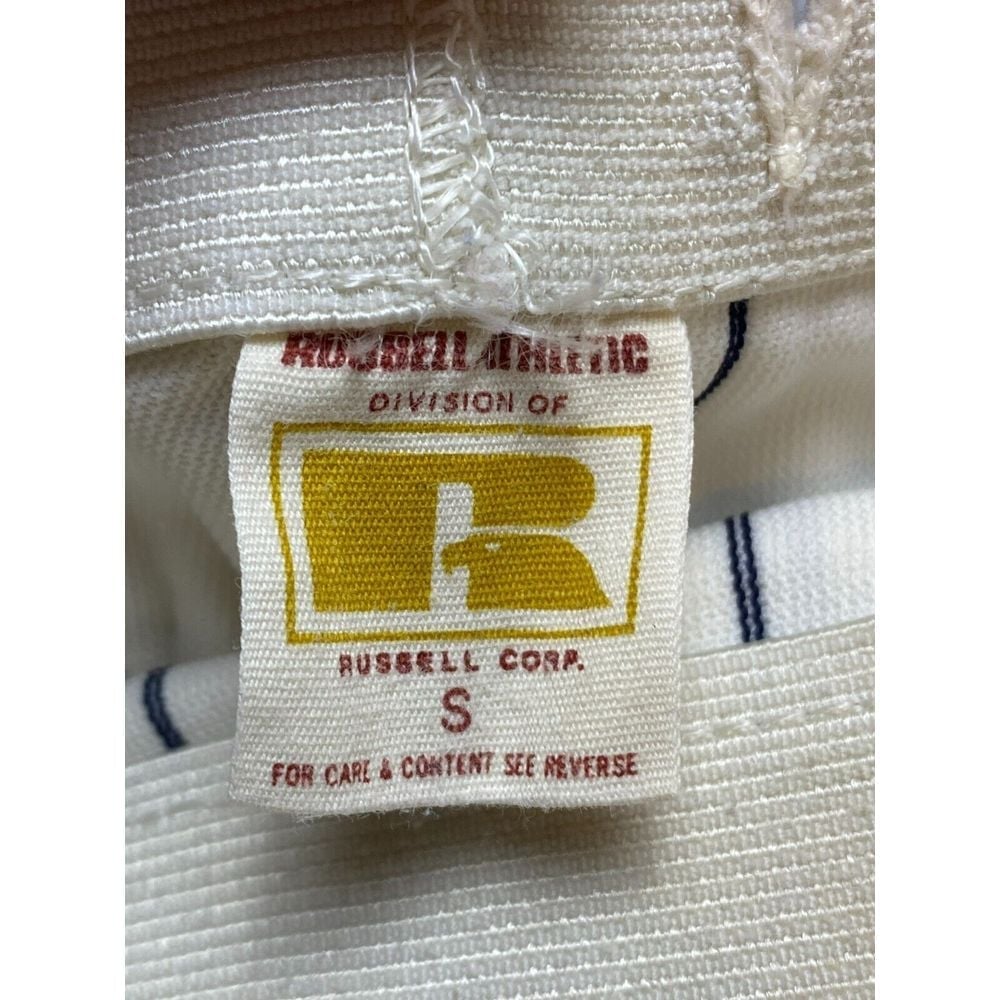 RUSSELL ATHLETIC
DIVISION OF
R
RUSSELL CORP.
S
FOR CARE & CONTENT SEE REVERSE